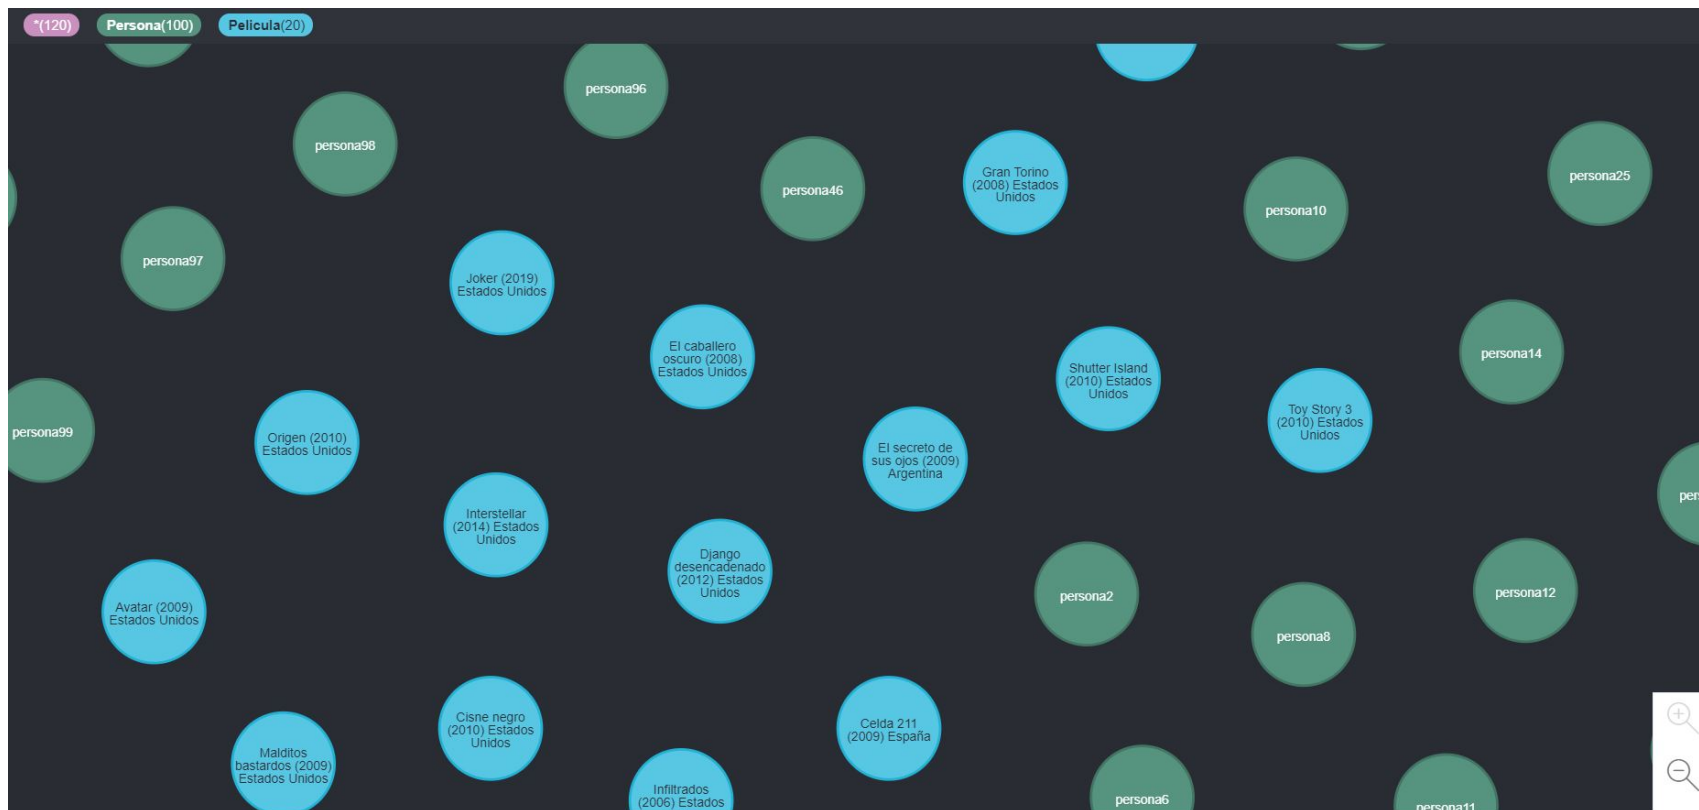 *(120) Persona(100) Pelicula(20)
persona96
persona98
persona46
Gran Torino
(2008) Estados
Unidos
persona25
persona10
persona97
Joker (2019)
Estados Unidos
El caballero
oscuro (2008)
Estados Unidos
Shutter Island
(2010) Estados
Unidos
persona14
Toy Story 3
(2010) Estados
Unidos
persona99
Origen (2010)
Estados Unidos
El secreto de
sus ojos (2009)
Argentina
Interstellar
(2014) Estados
Unidos
Django
desencadenado
(2012) Estados
Unidos
persona2
persona12
persona8
Avatar (2009)
Estados Unidos
Cisne negro
(2010) Estados
Unidos
Celda 211
(2009) España
Malditos
bastardos (2009)
Estados Unidos
Infiltrados
(2006) Estados
persona6
persona11